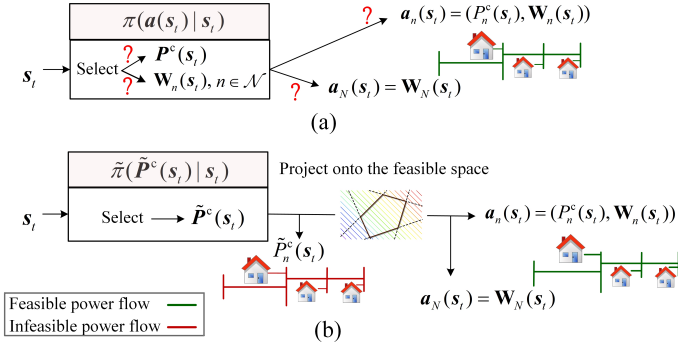 π(a(s_t) | s_t)
s_t
Select
?
P^c(s_t)
?
W_n(s_t), n ∈ 𝒩
?
a_n(s_t) = (P_n^c(s_t), W_n(s_t))
?
a_N(s_t) = W_N(s_t)
(a)
π̃(P̃^c(s_t) | s_t)
Project onto the feasible space
s_t
Select
P̃^c(s_t)
a_n(s_t) = (P_n^c(s_t), W_n(s_t))
P̃_n^c(s_t)
a_N(s_t) = W_N(s_t)
Feasible power flow
Infeasible power flow
(b)